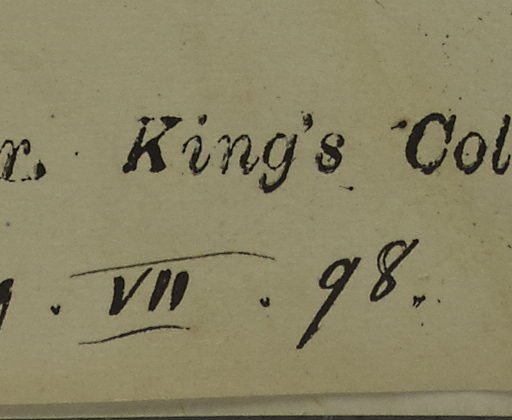 r. King's Col
. VII . 98.